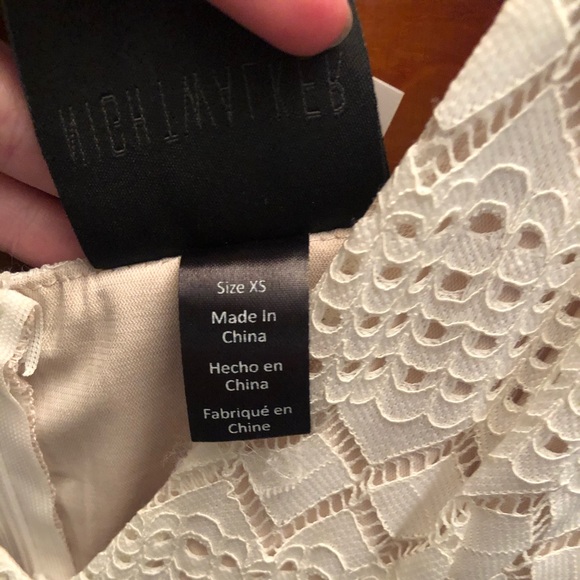 NIGHTWALKER
Size XS
Made In
China
Hecho en
China
Fabriqué en
Chine